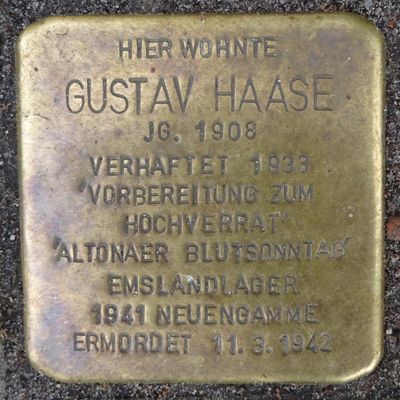 HIER WOHNTE
GUSTAV HAASE
JG. 1908
VERHAFTET 1933
'VORBEREITUNG ZUM
HOCHVERRAT'
'ALTONAER BLUTSONNTAG'
EMSLANDLAGER
1941 NEUENGAMME
ERMORDET 11.3.1942